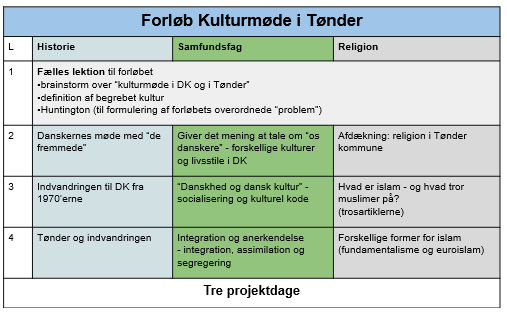 Forløb Kulturmøde i Tønder
L Historie Samfundsfag Religion
1 Fælles lektion til forløbet
•brainstorm over “kulturmøde i DK og i Tønder”
•definition af begrebet kultur
•Huntington (til formulering af forløbets overordnede “problem”)
2 Danskernes møde med “de
fremmede”
Giver det mening at tale om “os
danskere” - forskellige kulturer
og livsstile i DK
Afdækning: religion i Tønder
kommune
3 Indvandringen til DK fra
1970’erne
“Danskhed og dansk kultur” -
socialisering og kulturel kode
Hvad er islam - og hvad tror
muslimer på?
(trosartiklerne)
4 Tønder og indvandringen
Integration og anerkendelse
- integration, assimilation og
segregering
Forskellige former for islam
(fundamentalisme og euroislam)
Tre projektdage